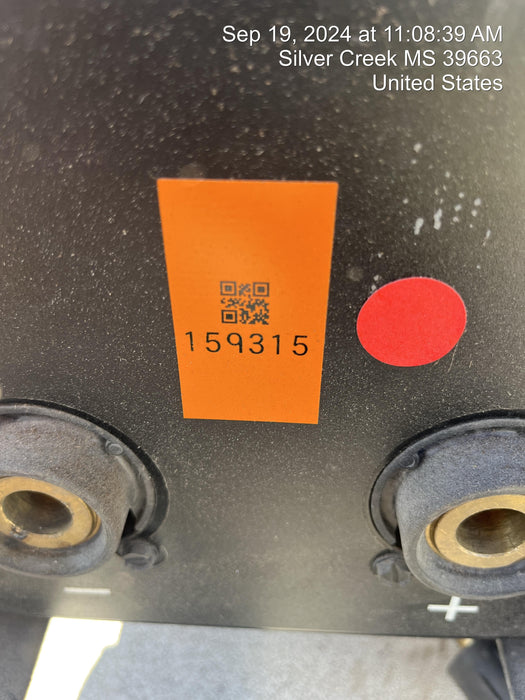 Sep 19, 2024 at 11:08:39 AM
Silver Creek MS 39663
United States
159315
− +